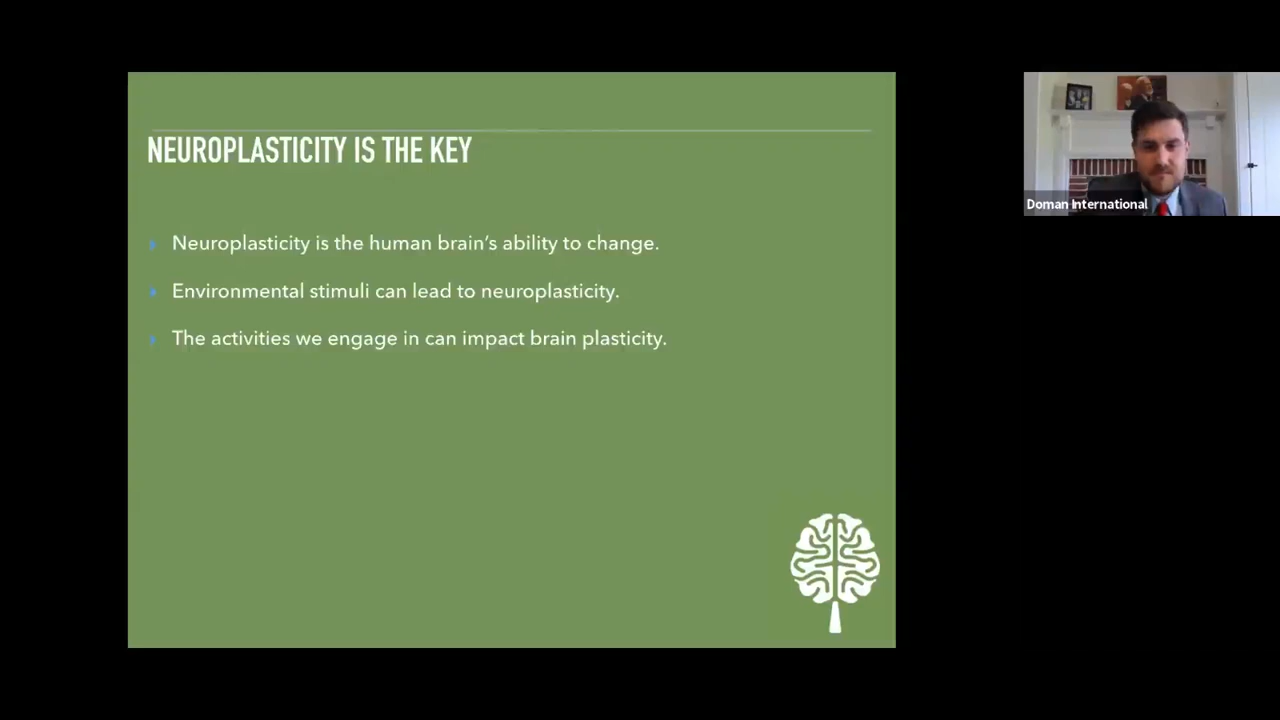 NEUROPLASTICITY IS THE KEY
Neuroplasticity is the human brain’s ability to change.
Environmental stimuli can lead to neuroplasticity.
The activities we engage in can impact brain plasticity.
Doman International